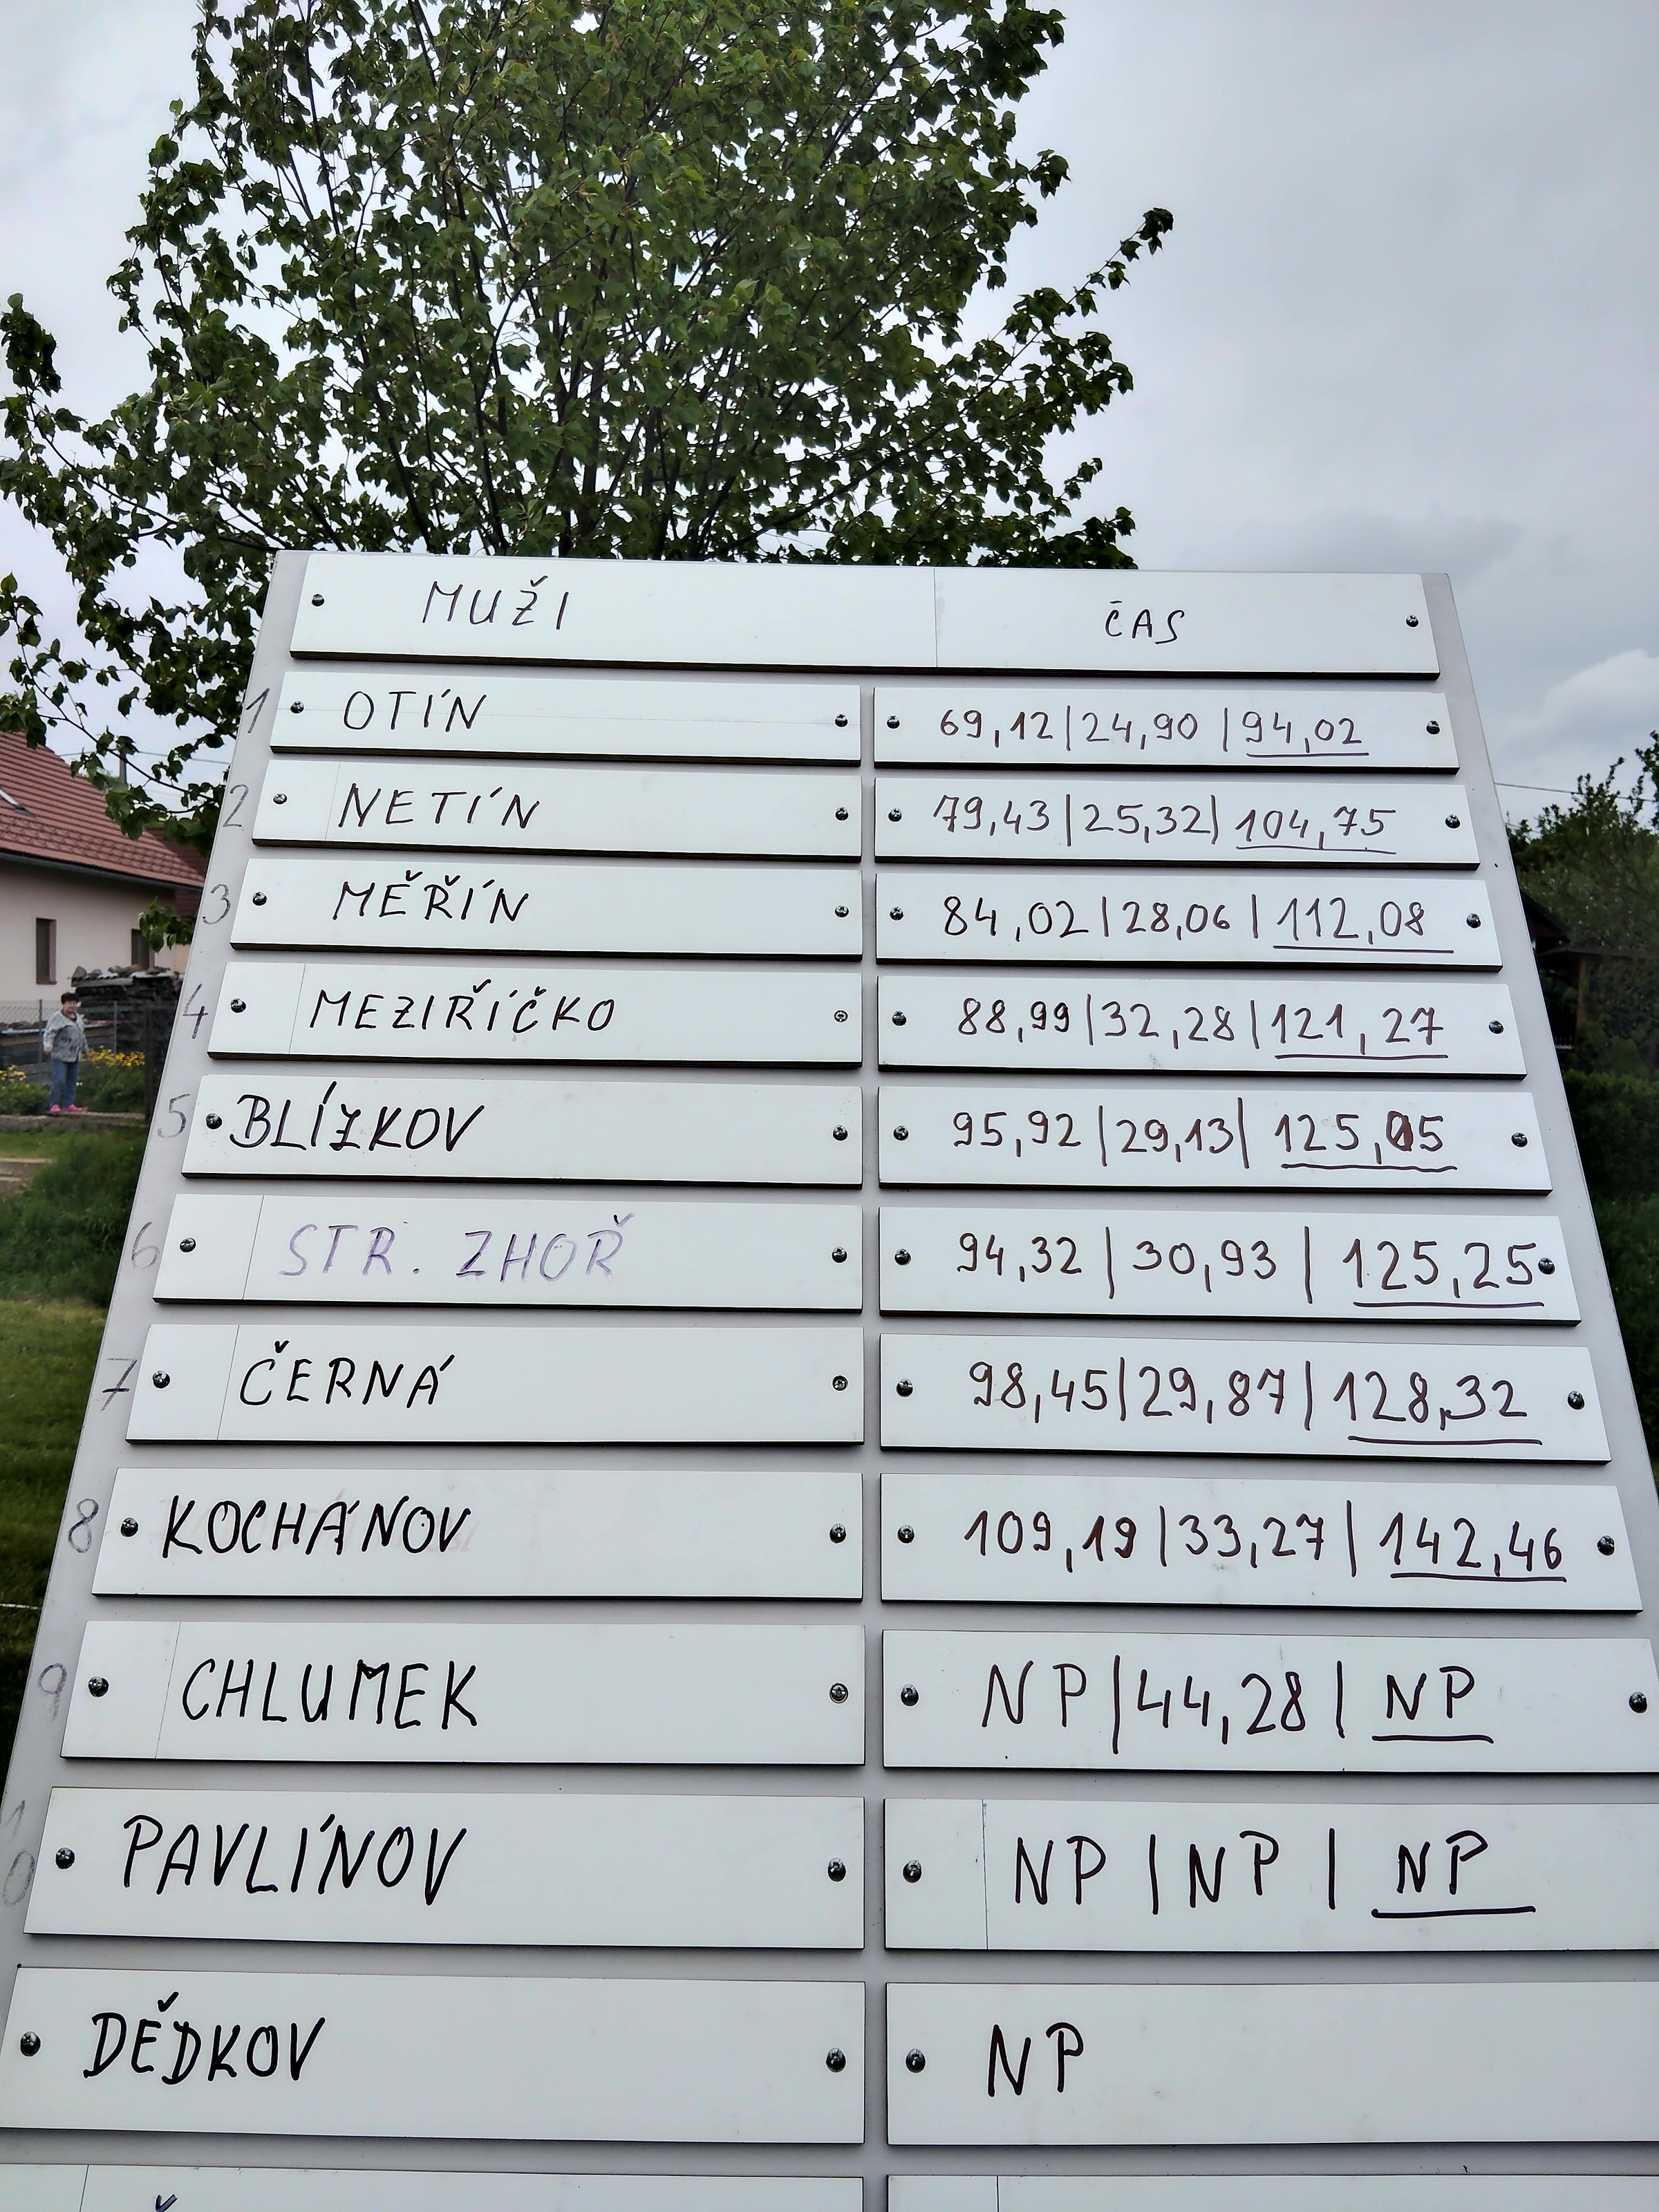 MUŽI ČAS
1 OTÍN 69,12|24,90|94,02
2 NETÍN 79,43|25,32|104,75
3 MĚŘÍN 84,02|28,06|112,08
4 MEZIŘÍČKO 88,99|32,28|121,27
5 BLÍZKOV 95,92|29,13|125,05
6 STR. ZHOŘ 94,32|30,93|125,25
7 ČERNÁ 98,45|29,87|128,32
8 KOCHÁNOV 109,19|33,27|142,46
9 CHLUMEK NP|44,28|NP
10 PAVLÍNOV NP|NP|NP
DĚDKOV NP